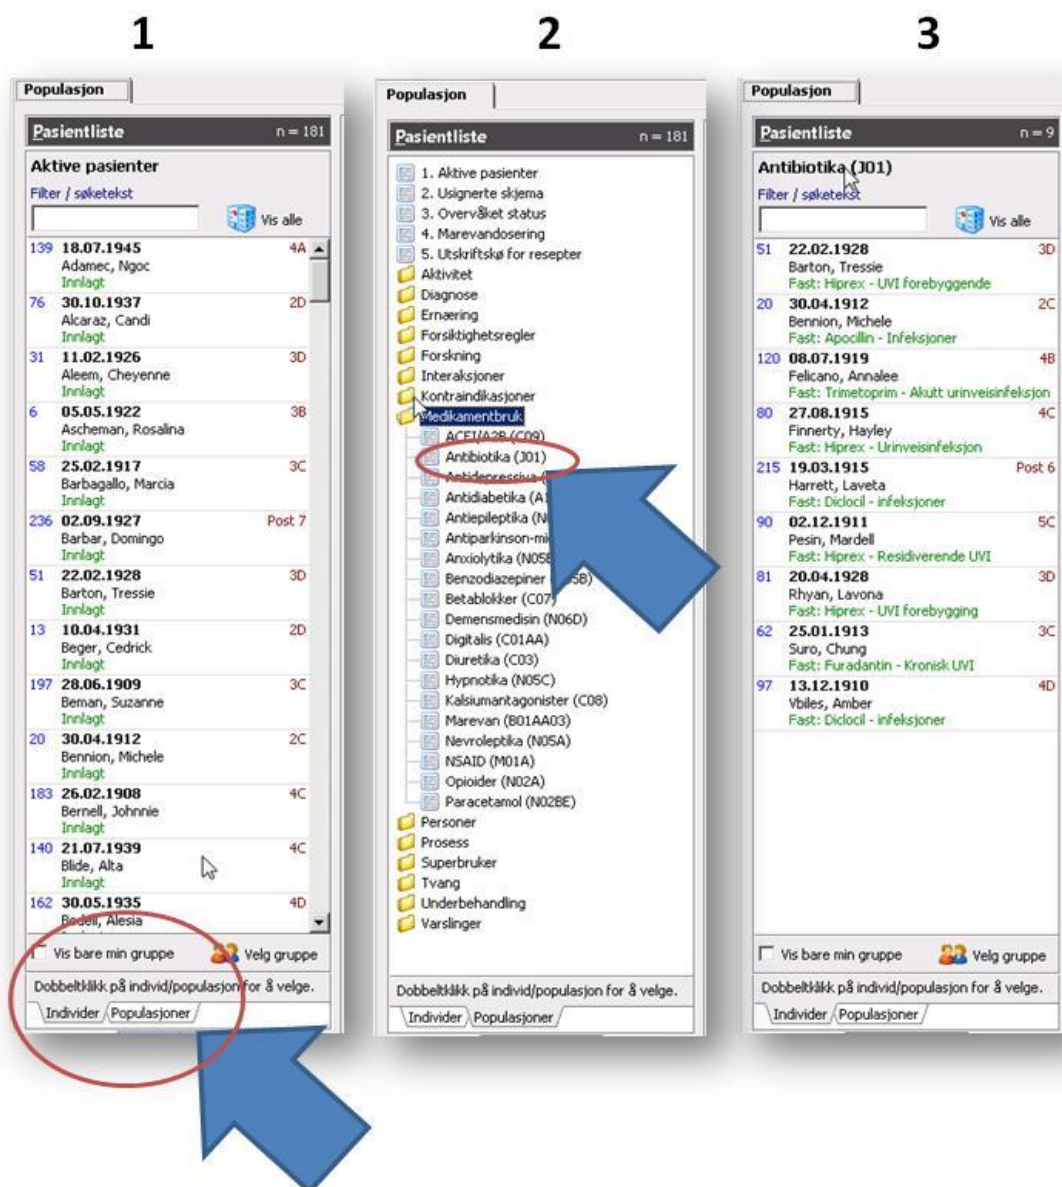 1
Populasjon
Pasientliste n = 181
Aktive pasienter
Filter / søketekst
Vis alle
139 18.07.1945 4A
Adamec, Ngoc
Innlagt
76 30.10.1937 2D
Alcaraz, Candi
Innlagt
31 11.02.1926 3D
Aleem, Cheyenne
Innlagt
6 05.05.1922 3B
Ascheman, Rosalina
Innlagt
58 25.02.1917 3C
Barbagallo, Marcia
Innlagt
236 02.09.1927 Post 7
Barbar, Domingo
Innlagt
51 22.02.1928 3D
Barton, Tressie
Innlagt
13 10.04.1931 2D
Beger, Cedrick
Innlagt
197 28.06.1909 3C
Beman, Suzanne
Innlagt
20 30.04.1912 2C
Bennion, Michele
Innlagt
183 26.02.1908 4C
Bernell, Johnnie
Innlagt
140 21.07.1939 4C
Blide, Alta
Innlagt
162 30.05.1935 4D
Bodell, Alesia
Vis bare min gruppe Velg gruppe
Dobbeltklikk på individ/populasjon for å velge.
Individer Populasjoner
2
Populasjon
Pasientliste n = 181
1. Aktive pasienter
2. Usignerte skjema
3. Overvåket status
4. Marevandosering
5. Utskriftskø for resepter
Aktivitet
Diagnose
Ernæring
Forsiktighetsregler
Forskning
Interaksjoner
Kontraindikasjoner
Medikamentbruk
ACEI/A2B (C09)
Antibiotika (J01)
Antidepressiva
Antidiabetika (A1
Antiepileptika (N0
Antiparkinson-mi
Anxiolytika (N05B
Benzodiazepiner 5B)
Betablokker (C07)
Demensmedisin (N06D)
Digitalis (C01AA)
Diuretika (C03)
Hypnotika (N05C)
Kalsiumantagonister (C08)
Marevan (B01AA03)
Nevroleptika (N05A)
NSAID (M01A)
Opioider (N02A)
Paracetamol (N02BE)
Personer
Prosess
Superbruker
Tvang
Underbehandling
Varslinger
Dobbeltklikk på individ/populasjon for å velge.
Individer Populasjoner
3
Populasjon
Pasientliste n = 9
Antibiotika (J01)
Filter / søketekst
Vis alle
51 22.02.1928 3D
Barton, Tressie
Fast: Hiprex - UVI forebyggende
20 30.04.1912 2C
Bennion, Michele
Fast: Apocillin - Infeksjoner
120 08.07.1919 4B
Felicano, Annalee
Fast: Trimetoprim - Akutt urinveisinfeksjon
80 27.08.1915 4C
Finnerty, Hayley
Fast: Hiprex - Urinveisinfeksjon
215 19.03.1915 Post 6
Harrett, Laveta
Fast: Diclocil - infeksjoner
90 02.12.1911 5C
Pesin, Mardell
Fast: Hiprex - Residiverende UVI
81 20.04.1928 3D
Rhyan, Lavona
Fast: Hiprex - UVI forebygging
62 25.01.1913 3C
Suro, Chung
Fast: Furadantin - Kronisk UVI
97 13.12.1910 4D
Vbiles, Amber
Fast: Diclocil - infeksjoner
Vis bare min gruppe Velg gruppe
Dobbeltklikk på individ/populasjon for å velge.
Individer Populasjoner